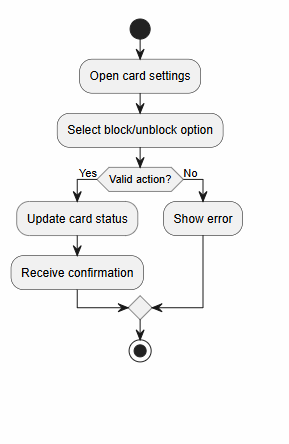 Open card settings
Select block/unblock option
Yes
Valid action?
No
Update card status
Show error
Receive confirmation